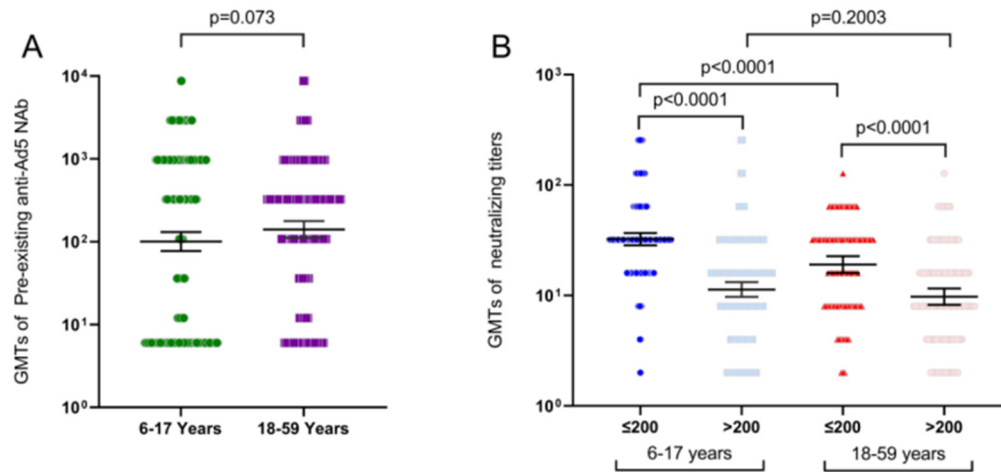 A
p=0.073
GMTs of Pre-existing anti-Ad5 NAb
10⁴
10³
10²
10¹
10⁰
6-17 Years 18-59 Years
B
p=0.2003
p<0.0001
p<0.0001
p<0.0001
GMTs of neutralizing titers
10³
10²
10¹
10⁰
≤200 >200 ≤200 >200
6-17 years 18-59 years